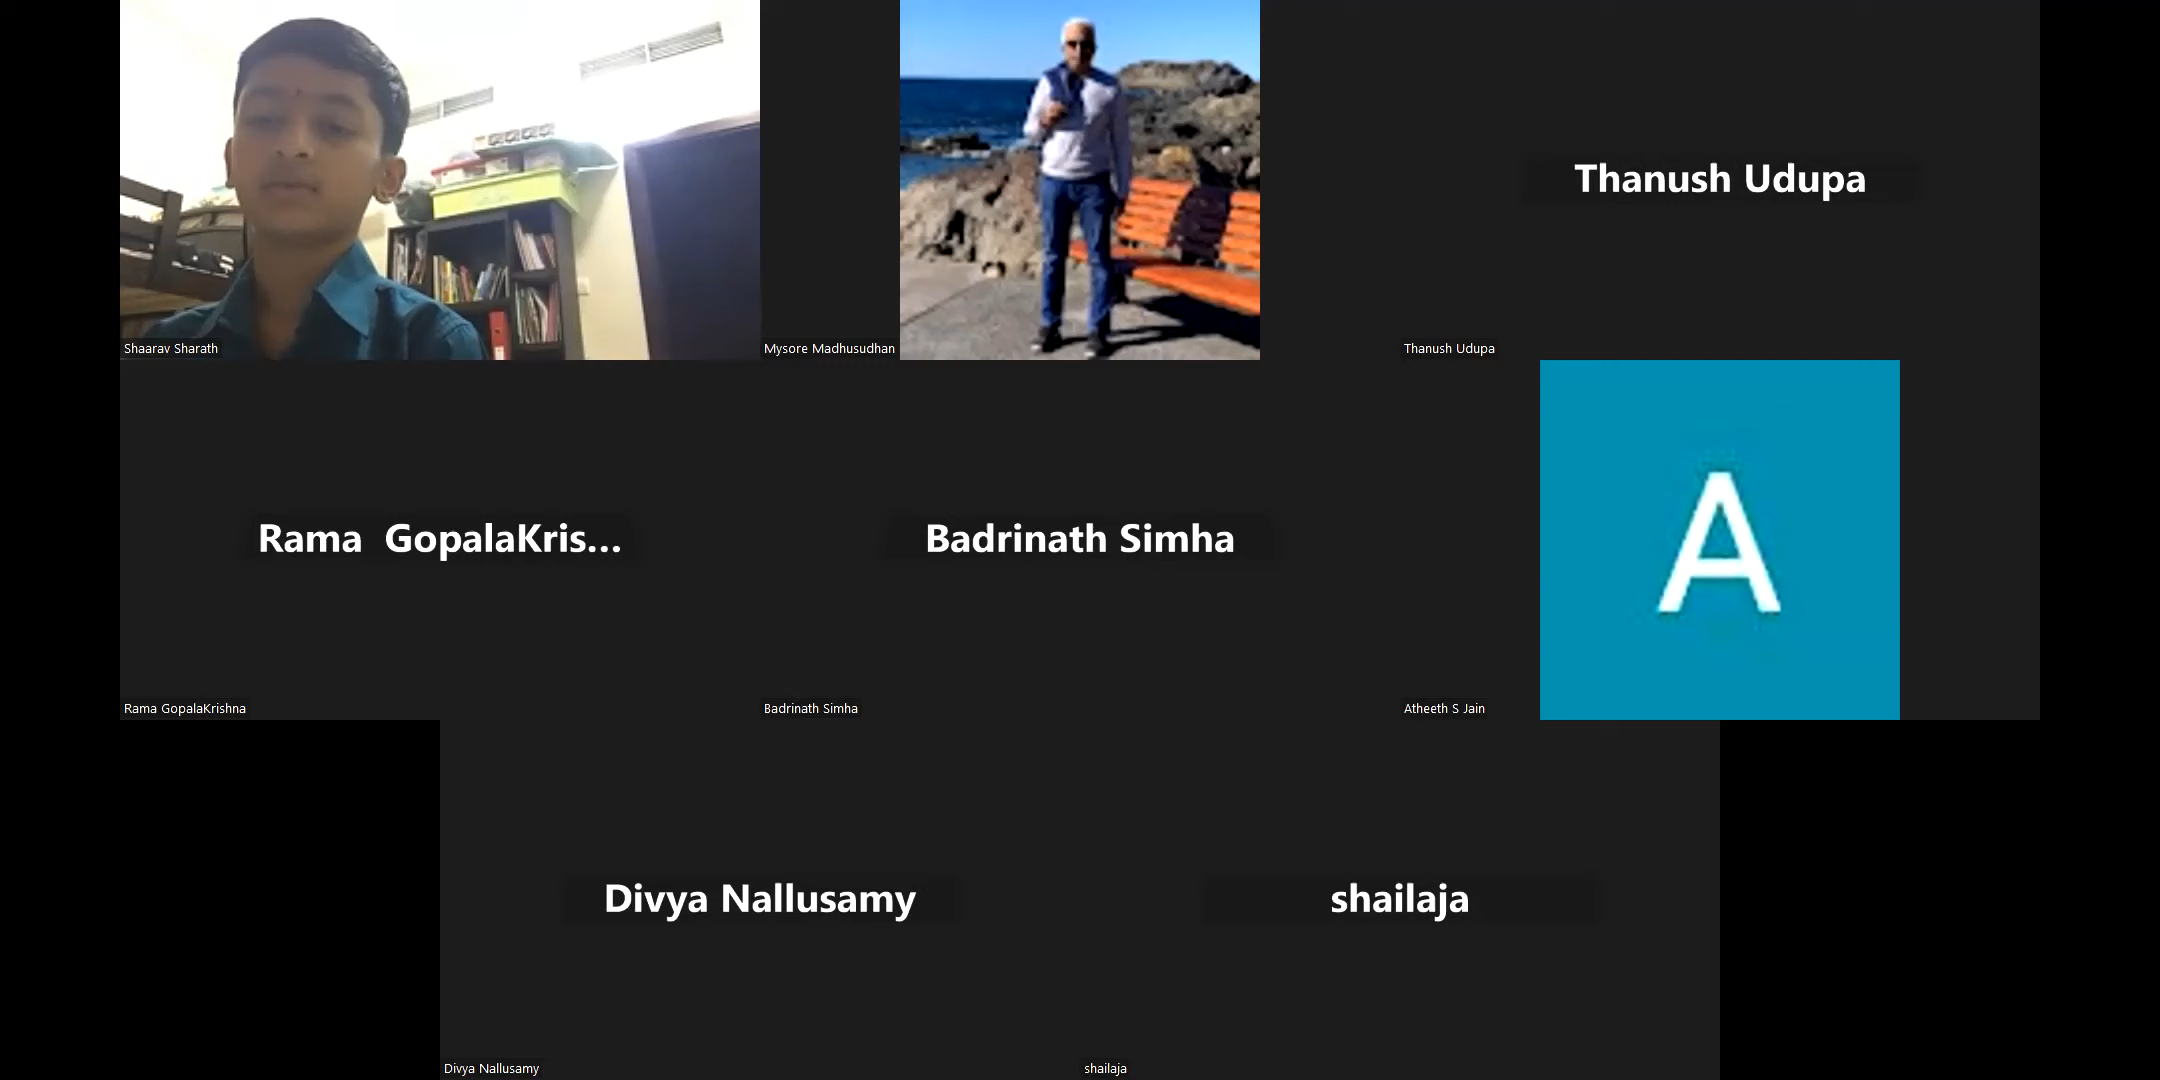 Shaarav Sharath
Mysore Madhusudhan
Thanush Udupa
Thanush Udupa
Rama  GopalaKris...
Rama GopalaKrishna
Badrinath Simha
Badrinath Simha
A
Atheeth S Jain
Divya Nallusamy
Divya Nallusamy
shailaja
shailaja